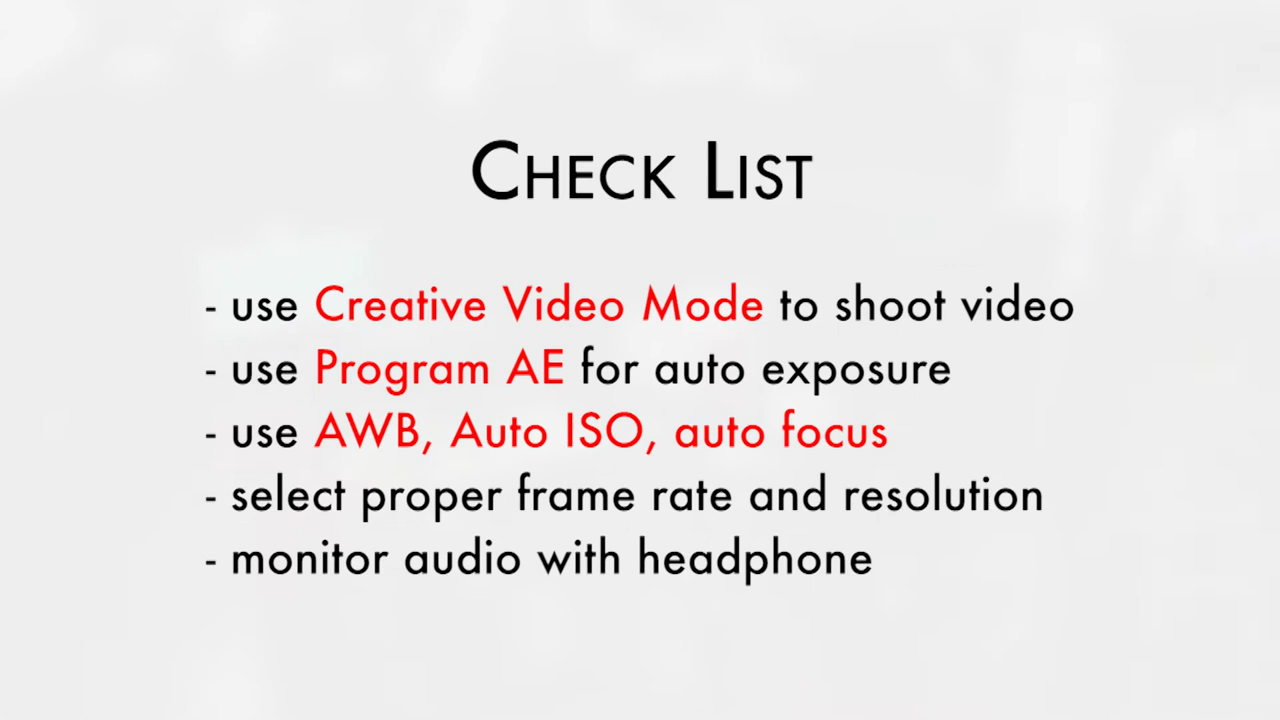 Check List
- use Creative Video Mode to shoot video
- use Program AE for auto exposure
- use AWB, Auto ISO, auto focus
- select proper frame rate and resolution
- monitor audio with headphone